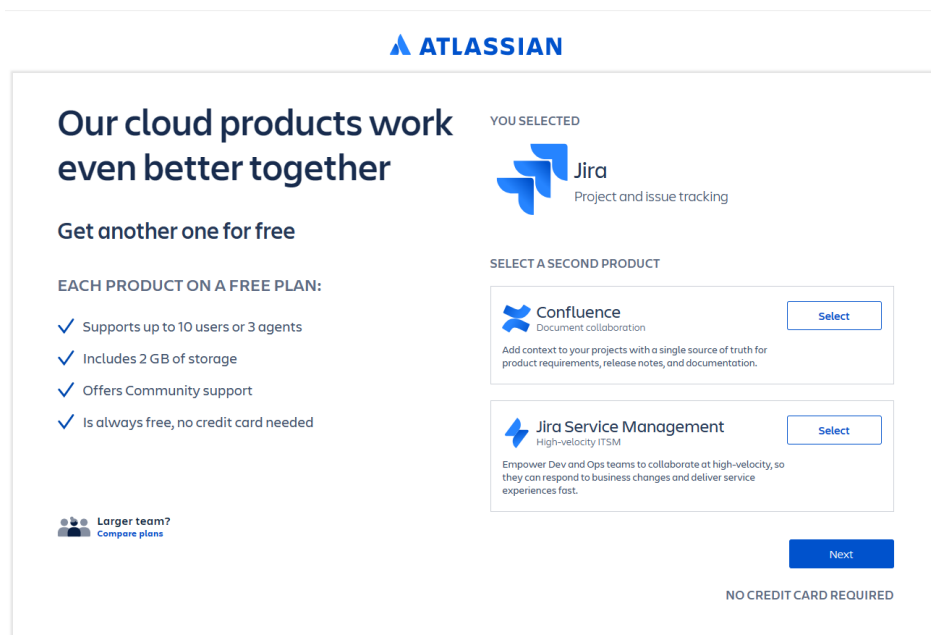 ATLASSIAN
Our cloud products work
even better together
Get another one for free
EACH PRODUCT ON A FREE PLAN:
Supports up to 10 users or 3 agents
Includes 2 GB of storage
Offers Community support
Is always free, no credit card needed
Larger team?
Compare plans
YOU SELECTED
Jira
Project and issue tracking
SELECT A SECOND PRODUCT
Confluence
Document collaboration
Select
Add context to your projects with a single source of truth for
product requirements, release notes, and documentation.
Jira Service Management
High-velocity ITSM
Select
Empower Dev and Ops teams to collaborate at high-velocity, so
they can respond to business changes and deliver service
experiences fast.
Next
NO CREDIT CARD REQUIRED